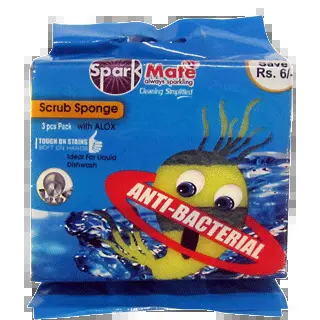 Spark Mate
always sparkling
Cleaning Simplified
Save
Rs. 6/-
Scrub Sponge
3 pcs Pack with ALOX
TOUGH ON STAINS
SOFT ON HANDS
Ideal For Liquid
Dishwash
ANTI-BACTERIAL